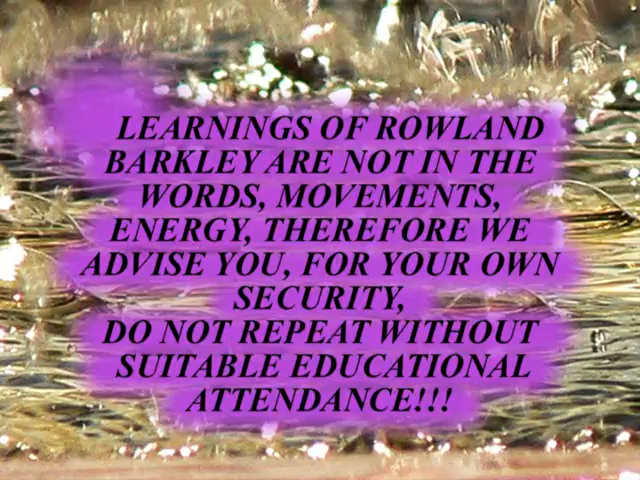 LEARNINGS OF ROWLAND
BARKLEY ARE NOT IN THE
WORDS, MOVEMENTS,
ENERGY, THEREFORE WE
ADVISE YOU, FOR YOUR OWN
SECURITY,
DO NOT REPEAT WITHOUT
SUITABLE EDUCATIONAL
ATTENDANCE!!!